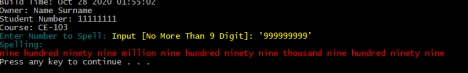 Build Time: Oct 28 2020 01:55:02
Owner: Name Surname
Student Number: 11111111
Course: CE-103
Enter Number to Spell: Input [No More Than 9 Digit]: '999999999'
Spelling:
nine hundred ninety nine million nine hundred ninety nine thousand nine hundred ninety nine
Press any key to continue . . .